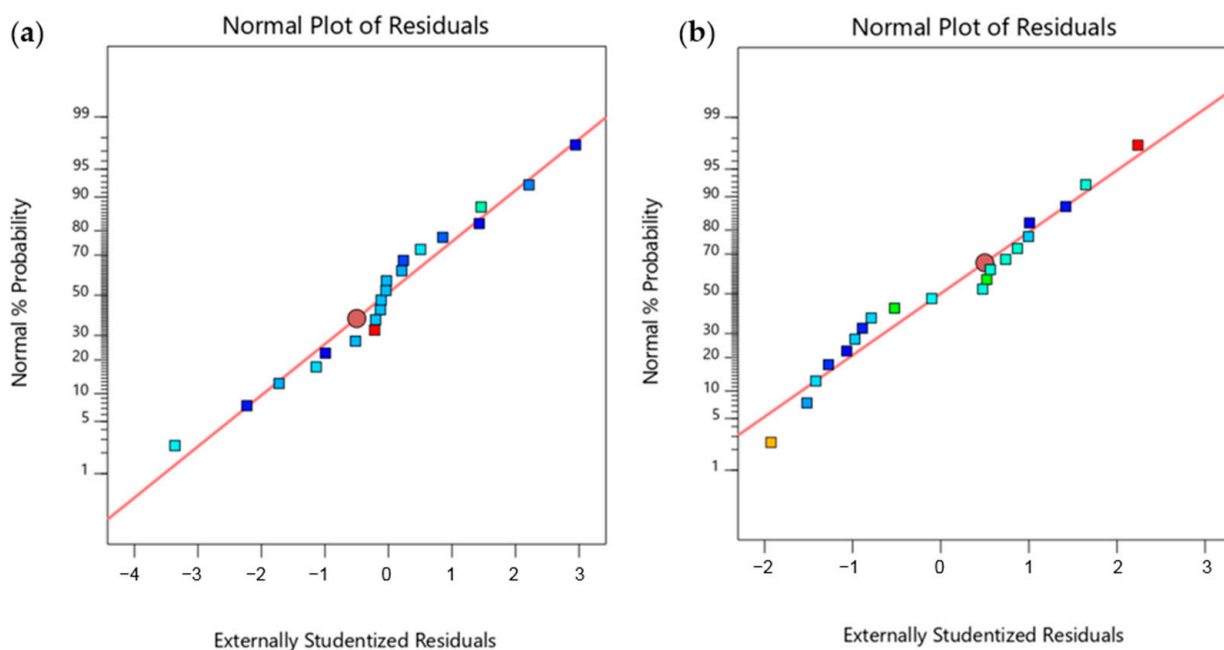 (a)
Normal Plot of Residuals
Normal % Probability
99
95
90
80
70
50
30
20
10
5
1
−4 −3 −2 −1 0 1 2 3
Externally Studentized Residuals
(b)
Normal Plot of Residuals
Normal % Probability
99
95
90
80
70
50
30
20
10
5
1
−2 −1 0 1 2 3
Externally Studentized Residuals